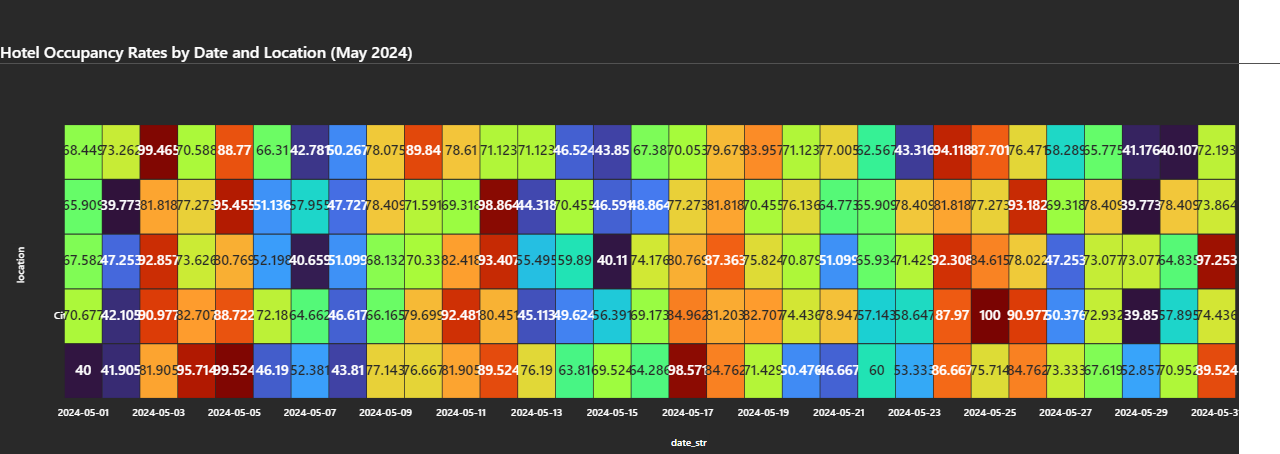 Hotel Occupancy Rates by Date and Location (May 2024)
68.449 73.262 99.465 70.588 88.77 66.31 42.781 50.267 78.075 89.84 78.61 71.123 71.123 46.524 43.85 67.38 70.053 79.679 83.957 71.123 77.005 62.567 43.316 94.118 87.701 76.471 58.289 65.775 41.176 40.107 72.193
65.909 39.773 81.818 77.273 95.455 51.136 57.955 47.727 78.409 71.591 69.318 98.864 44.318 70.455 46.591 48.864 77.273 81.818 70.455 76.136 64.773 65.909 78.409 81.818 77.273 93.182 69.318 78.409 39.773 78.409 73.864
location
67.582 47.253 92.857 73.626 80.769 52.198 40.659 51.099 68.132 70.33 82.418 93.407 55.495 59.89 40.11 74.176 80.769 87.363 75.824 70.879 51.099 65.934 71.429 92.308 84.615 78.022 47.253 73.077 73.077 64.835 97.253
70.677 42.105 90.977 82.707 88.722 72.18 64.662 46.617 66.165 79.699 92.481 80.451 45.113 49.624 56.391 69.173 84.962 81.203 82.707 74.436 78.947 57.143 58.647 87.97 100 90.977 50.376 72.932 39.85 57.895 74.436
40 41.905 81.905 95.714 99.524 46.19 52.381 43.81 77.143 76.667 81.905 89.524 76.19 63.81 69.524 64.286 98.571 84.762 71.429 50.476 46.667 60 53.333 86.667 75.714 84.762 73.333 67.619 52.857 70.952 89.524
2024-05-01 2024-05-03 2024-05-05 2024-05-07 2024-05-09 2024-05-11 2024-05-13 2024-05-15 2024-05-17 2024-05-19 2024-05-21 2024-05-23 2024-05-25 2024-05-27 2024-05-29 2024-05-31
date_str